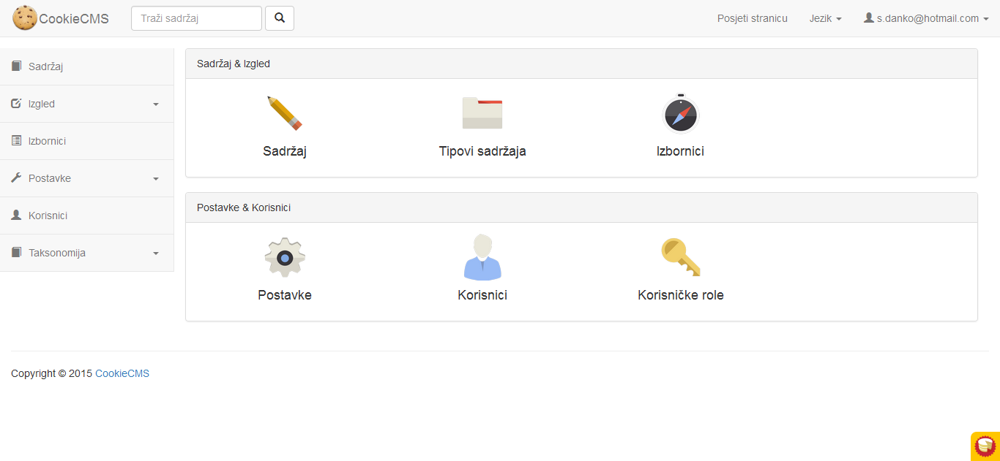 CookieCMS
Traži sadržaj
Posjeti stranicu
Jezik
s.danko@hotmail.com
Sadržaj
Izgled
Izbornici
Postavke
Korisnici
Taksonomija
Sadržaj & Izgled
Sadržaj
Tipovi sadržaja
Izbornici
Postavke & Korisnici
Postavke
Korisnici
Korisničke role
Copyright © 2015 CookieCMS